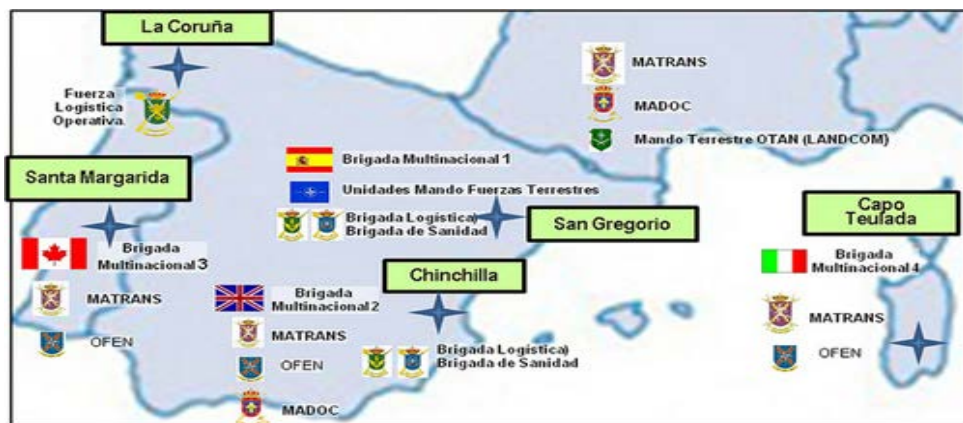 La Coruña
Fuerza
Logística
Operativa.
MATRANS
MADOC
Mando Terrestre OTAN (LANDCOM)
Brigada Multinacional 1
Unidades Mando Fuerzas Terrestres
Brigada Logística)
Brigada de Sanidad
San Gregorio
Santa Margarida
Brigada
Multinacional 3
MATRANS
OFEN
Brigada
Multinacional 2
MATRANS
OFEN
MADOC
Chinchilla
Brigada Logística)
Brigada de Sanidad
Capo
Teulada
Brigada
Multinacional 4
MATRANS
OFEN